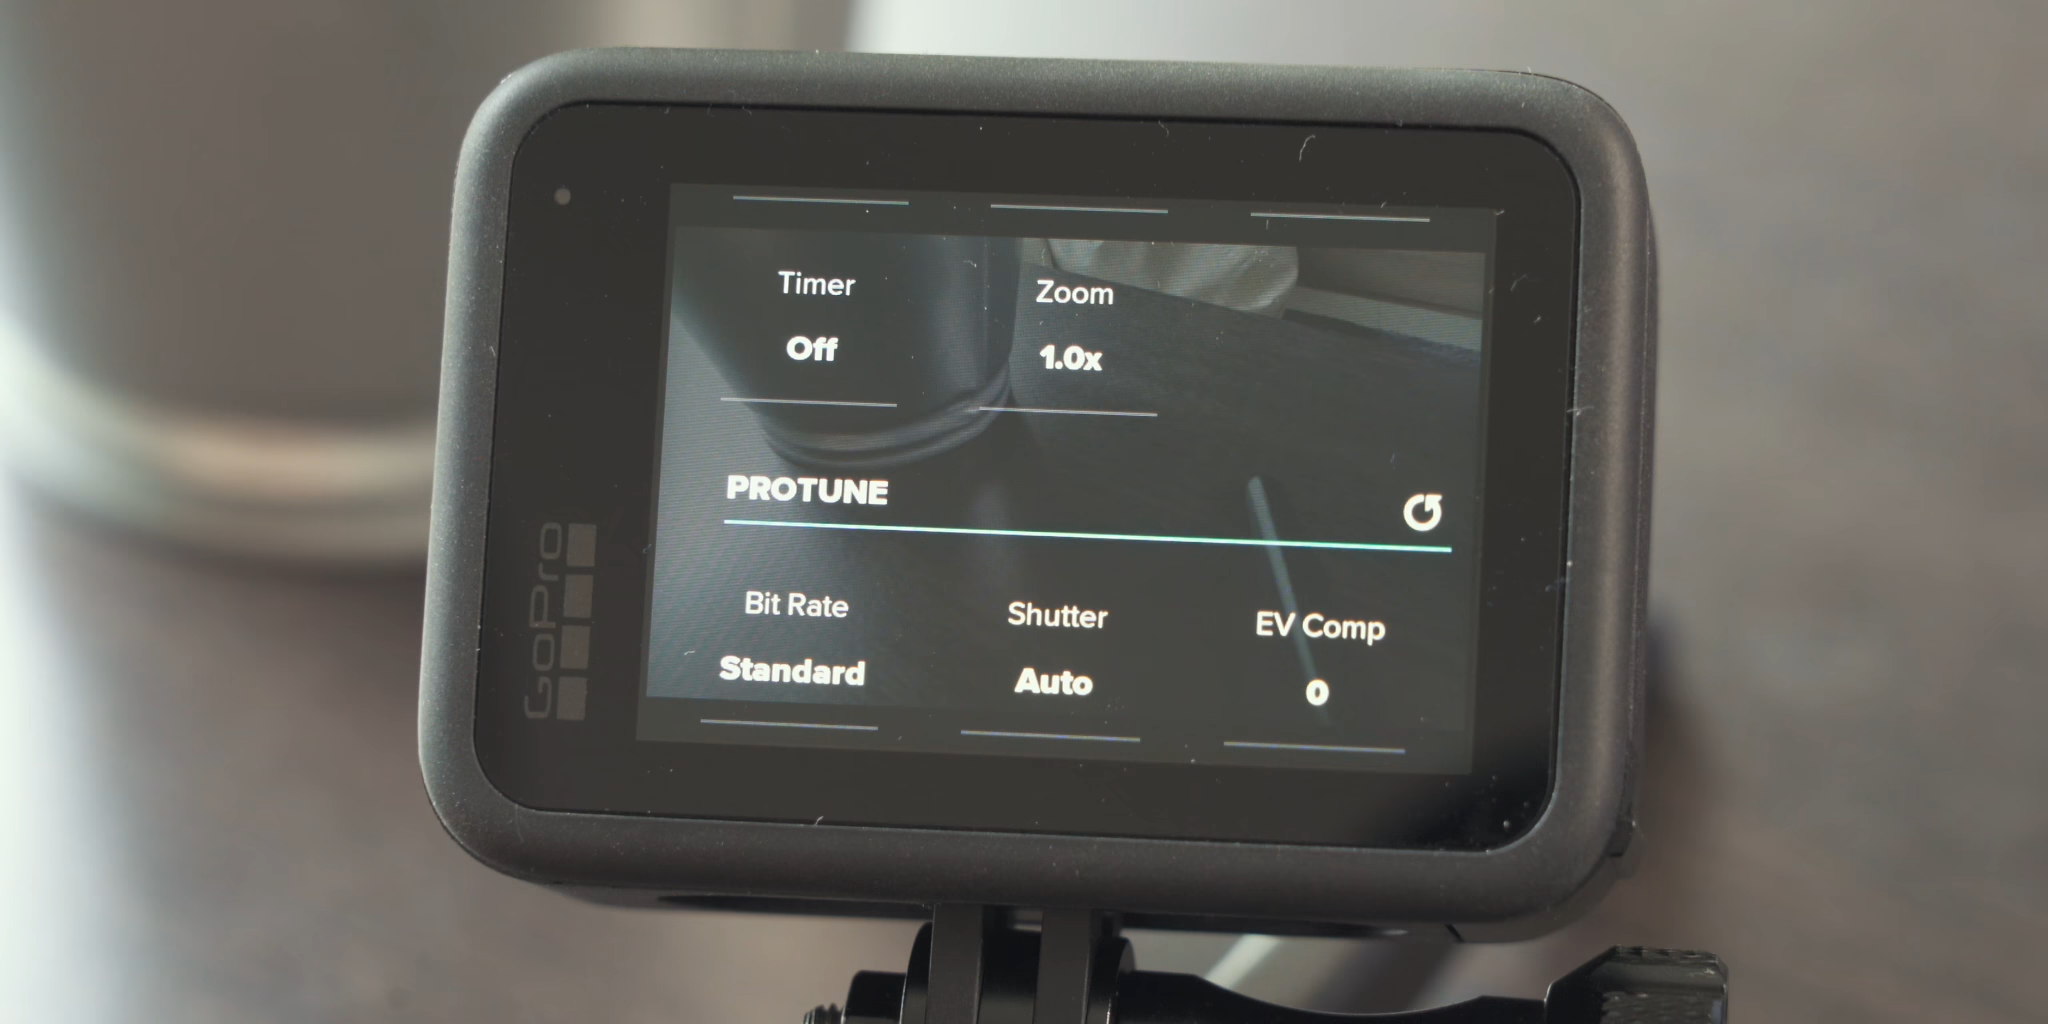 Timer
Zoom
Off
1.0x
PROTUNE
Bit Rate
Shutter
EV Comp
Standard
Auto
0
GoPro